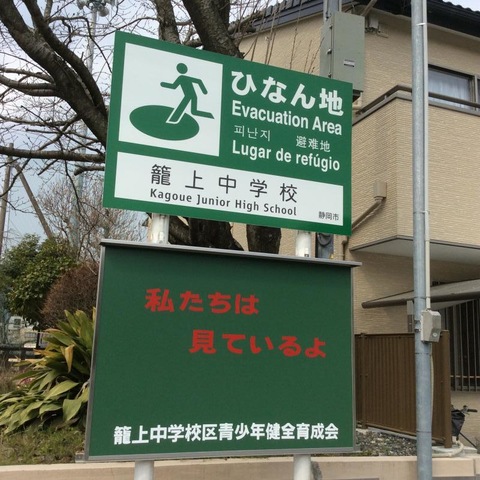 ひなん地
Evacuation Area
피난지 避難地
Lugar de refúgio
籠上中学校
Kagoue Junior High School
静岡市
私たちは
見ているよ
籠上中学校区青少年健全育成会